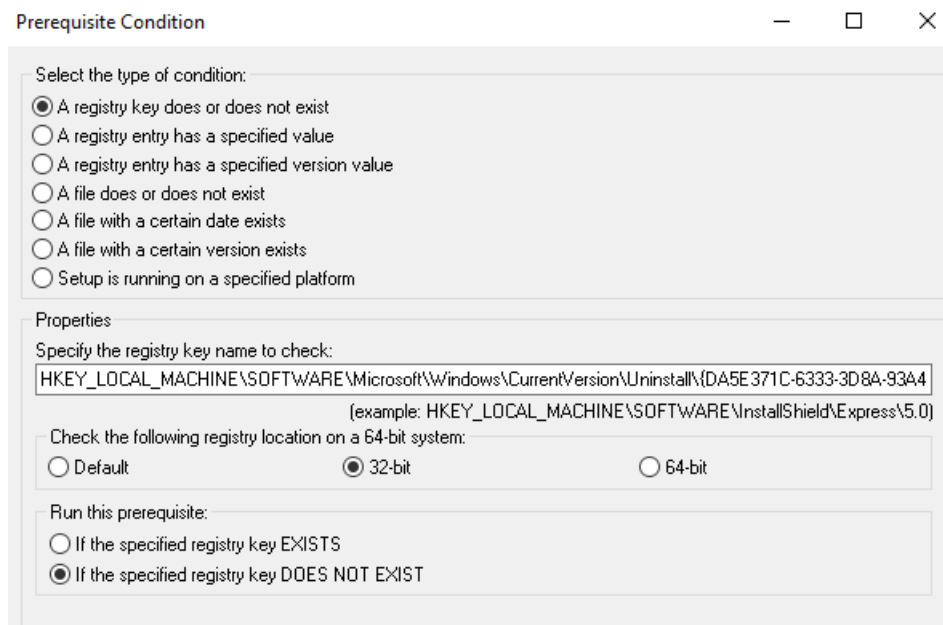 Prerequisite Condition
Select the type of condition:
A registry key does or does not exist
A registry entry has a specified value
A registry entry has a specified version value
A file does or does not exist
A file with a certain date exists
A file with a certain version exists
Setup is running on a specified platform
Properties
Specify the registry key name to check:
HKEY_LOCAL_MACHINE\SOFTWARE\Microsoft\Windows\CurrentVersion\Uninstall\{DA5E371C-6333-3D8A-93A4
(example: HKEY_LOCAL_MACHINE\SOFTWARE\InstallShield\Express\5.0)
Check the following registry location on a 64-bit system:
Default 32-bit 64-bit
Run this prerequisite:
If the specified registry key EXISTS
If the specified registry key DOES NOT EXIST